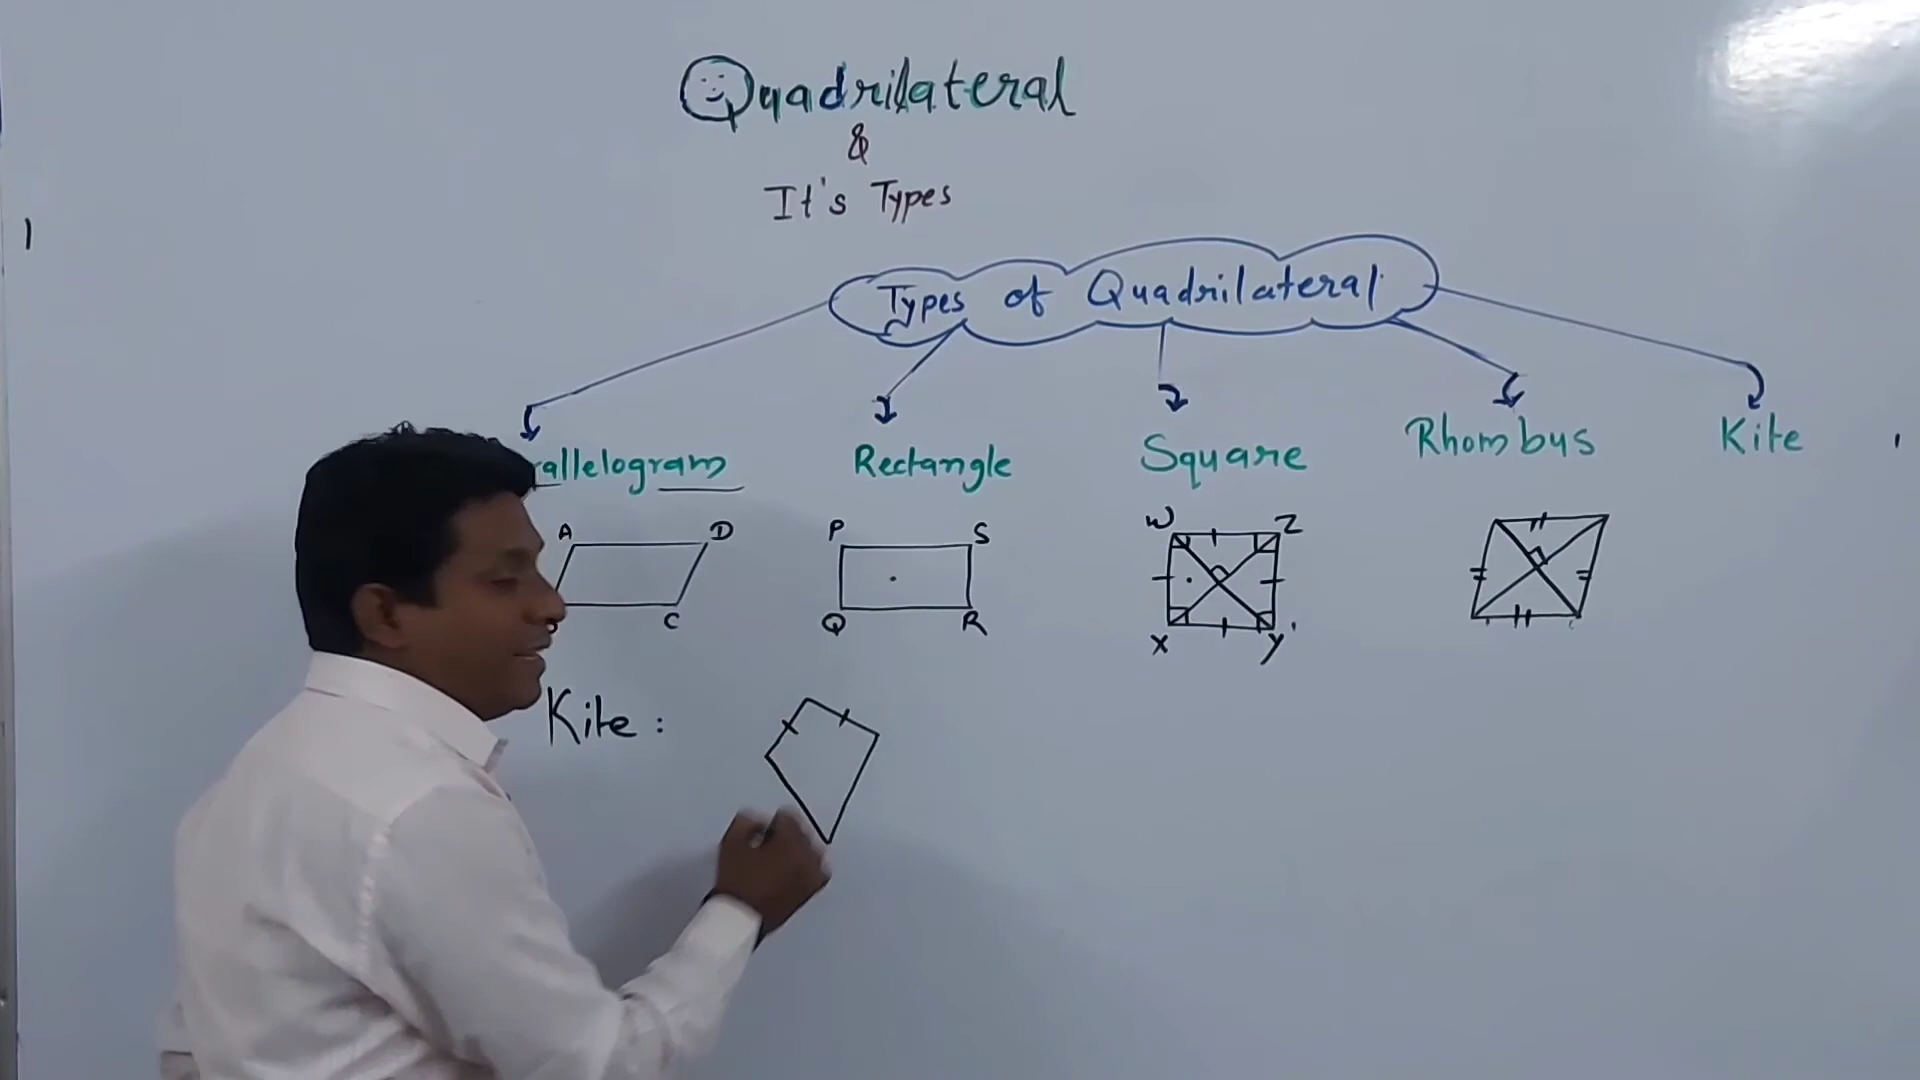 Quadrilateral
&
It's Types
Types of Quadrilateral
allelogram Rectangle Square Rhombus Kite
A D P S W Z
C Q R X Y
Kite :